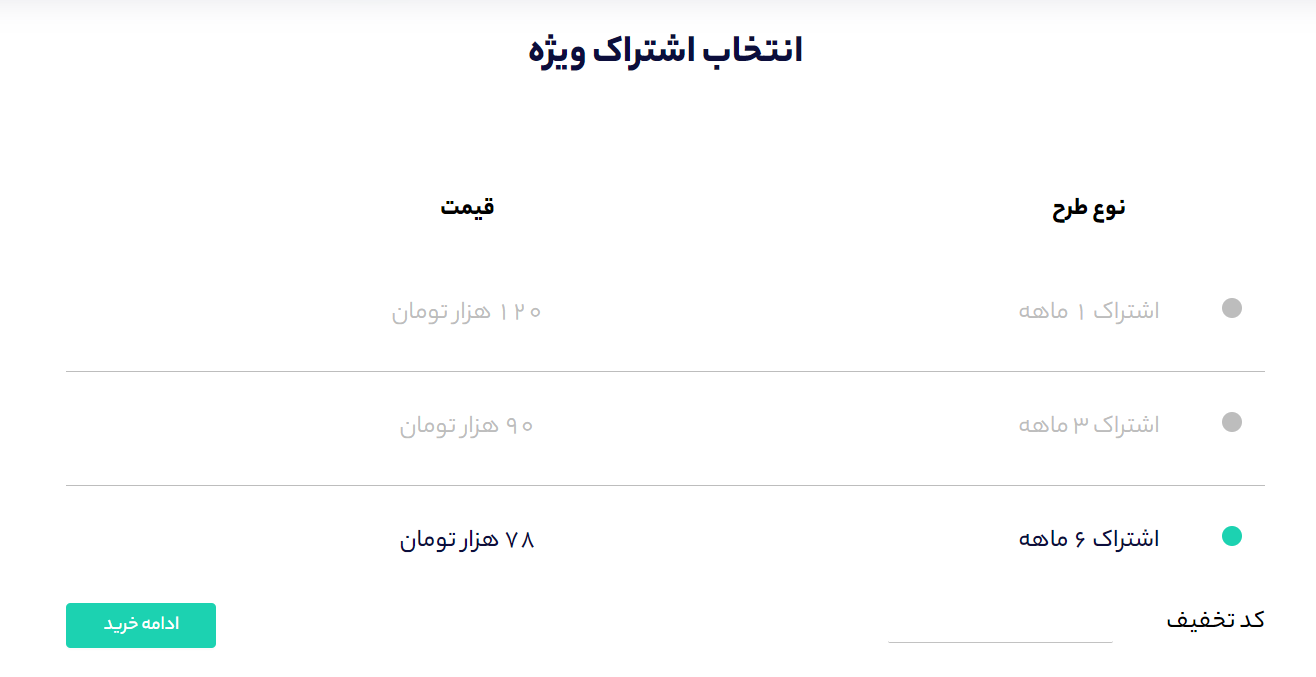 انتخاب اشتراک ویژه
نوع طرح قیمت
اشتراک ۱ ماهه ۱۲۰ هزار تومان
اشتراک ۳ ماهه ۹۰ هزار تومان
اشتراک ۶ ماهه ۷۸ هزار تومان
کد تخفیف ادامه خرید